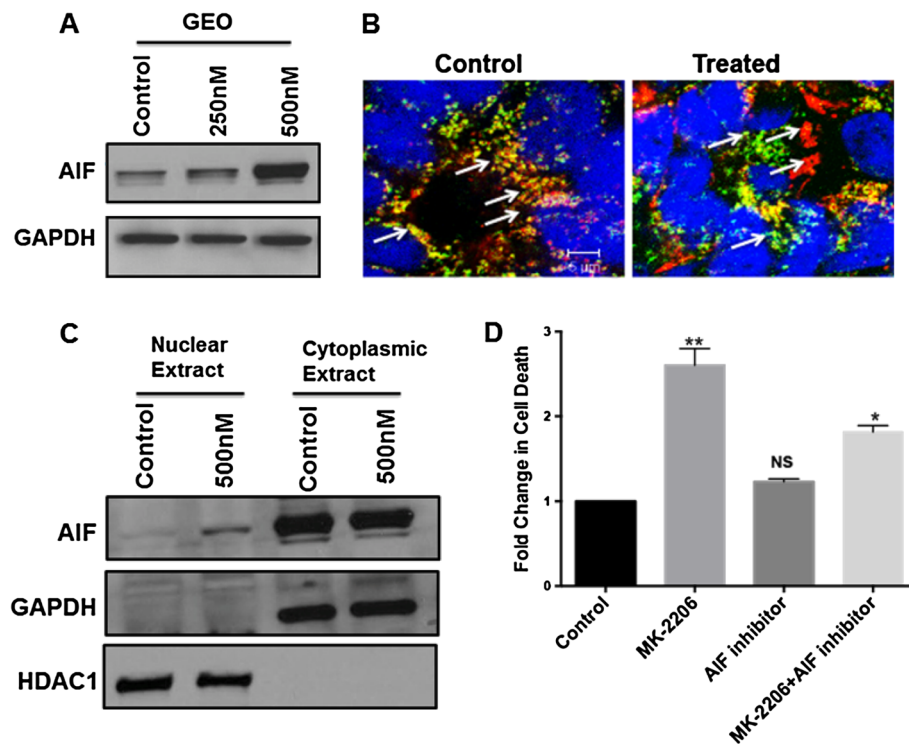 A
GEO
Control
250nM
500nM
AIF
GAPDH
B
Control
Treated
5 µm
C
Nuclear
Extract
Cytoplasmic
Extract
Control
500nM
Control
500nM
AIF
GAPDH
HDAC1
D
Fold Change in Cell Death
3
2
1
0
**
NS
*
Control
MK-2206
AIF inhibitor
MK-2206+AIF inhibitor